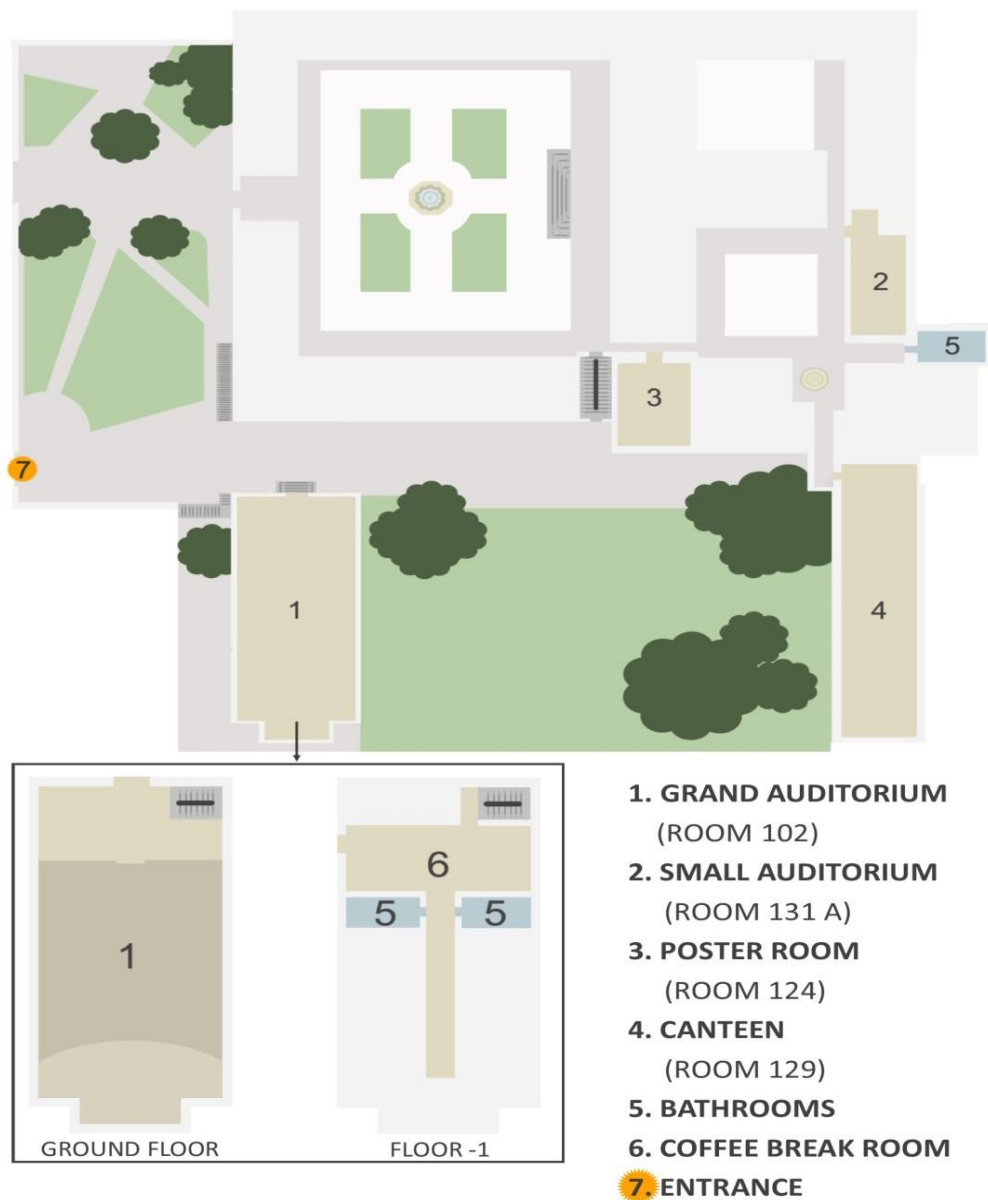 2
5
3
7
1
4
1
6
5 5
GROUND FLOOR
FLOOR -1
1. GRAND AUDITORIUM
(ROOM 102)
2. SMALL AUDITORIUM
(ROOM 131 A)
3. POSTER ROOM
(ROOM 124)
4. CANTEEN
(ROOM 129)
5. BATHROOMS
6. COFFEE BREAK ROOM
7. ENTRANCE